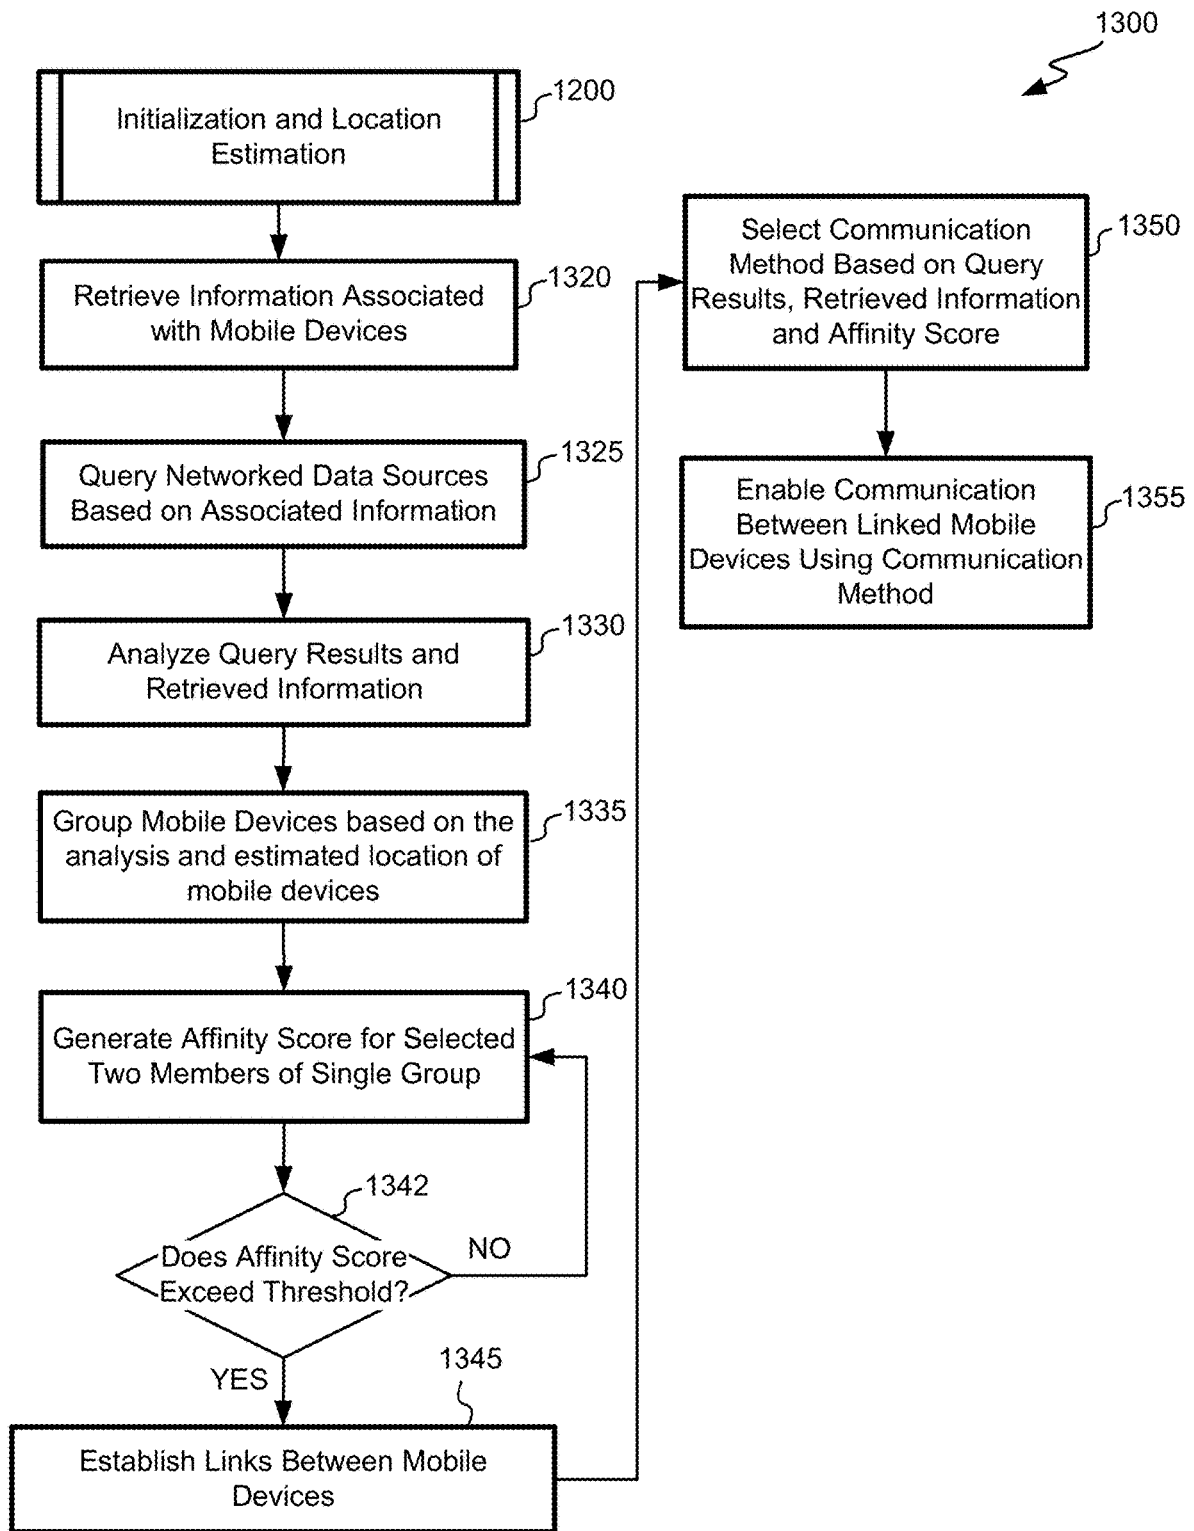 1300
1200
Initialization and Location
Estimation
1320
Retrieve Information Associated
with Mobile Devices
1325
Query Networked Data Sources
Based on Associated Information
1330
Analyze Query Results and
Retrieved Information
1335
Group Mobile Devices based on the
analysis and estimated location of
mobile devices
1340
Generate Affinity Score for Selected
Two Members of Single Group
1342
Does Affinity Score
Exceed Threshold?
NO
YES
1345
Establish Links Between Mobile
Devices
1350
Select Communication
Method Based on Query
Results, Retrieved Information
and Affinity Score
1355
Enable Communication
Between Linked Mobile
Devices Using Communication
Method